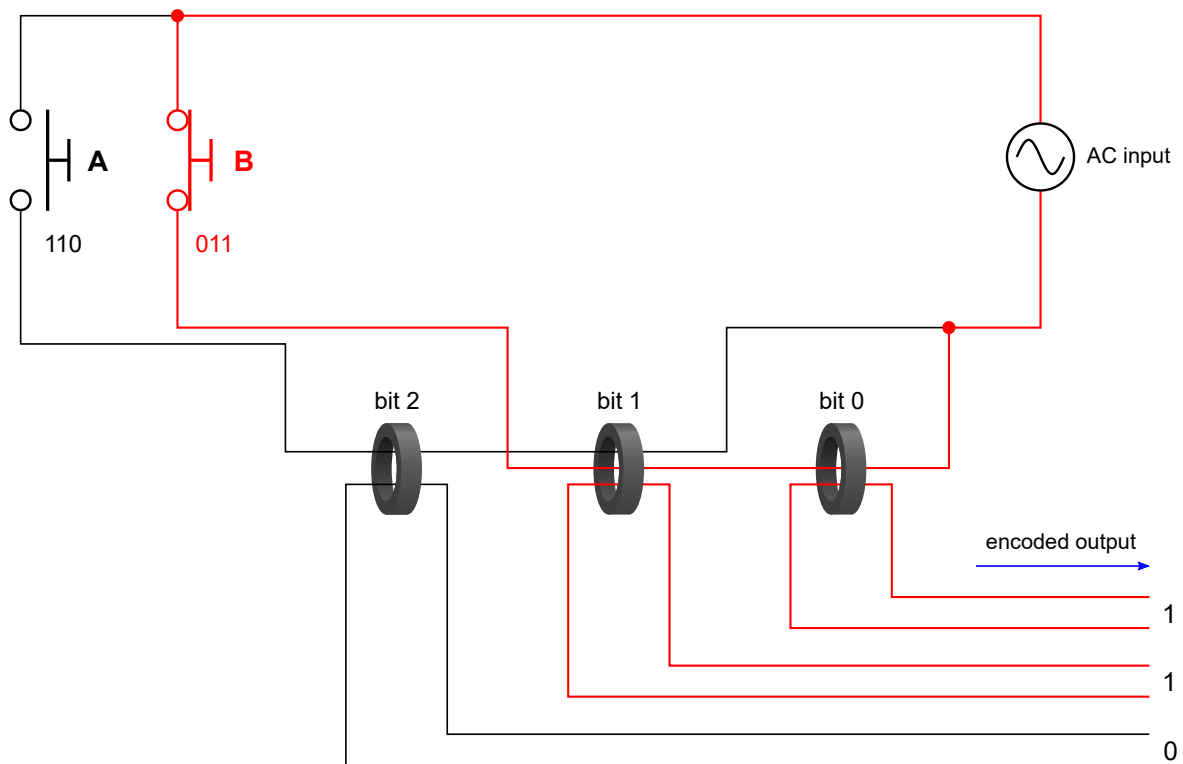 A
B
AC input
110
011
bit 2
bit 1
bit 0
encoded output
1
1
0